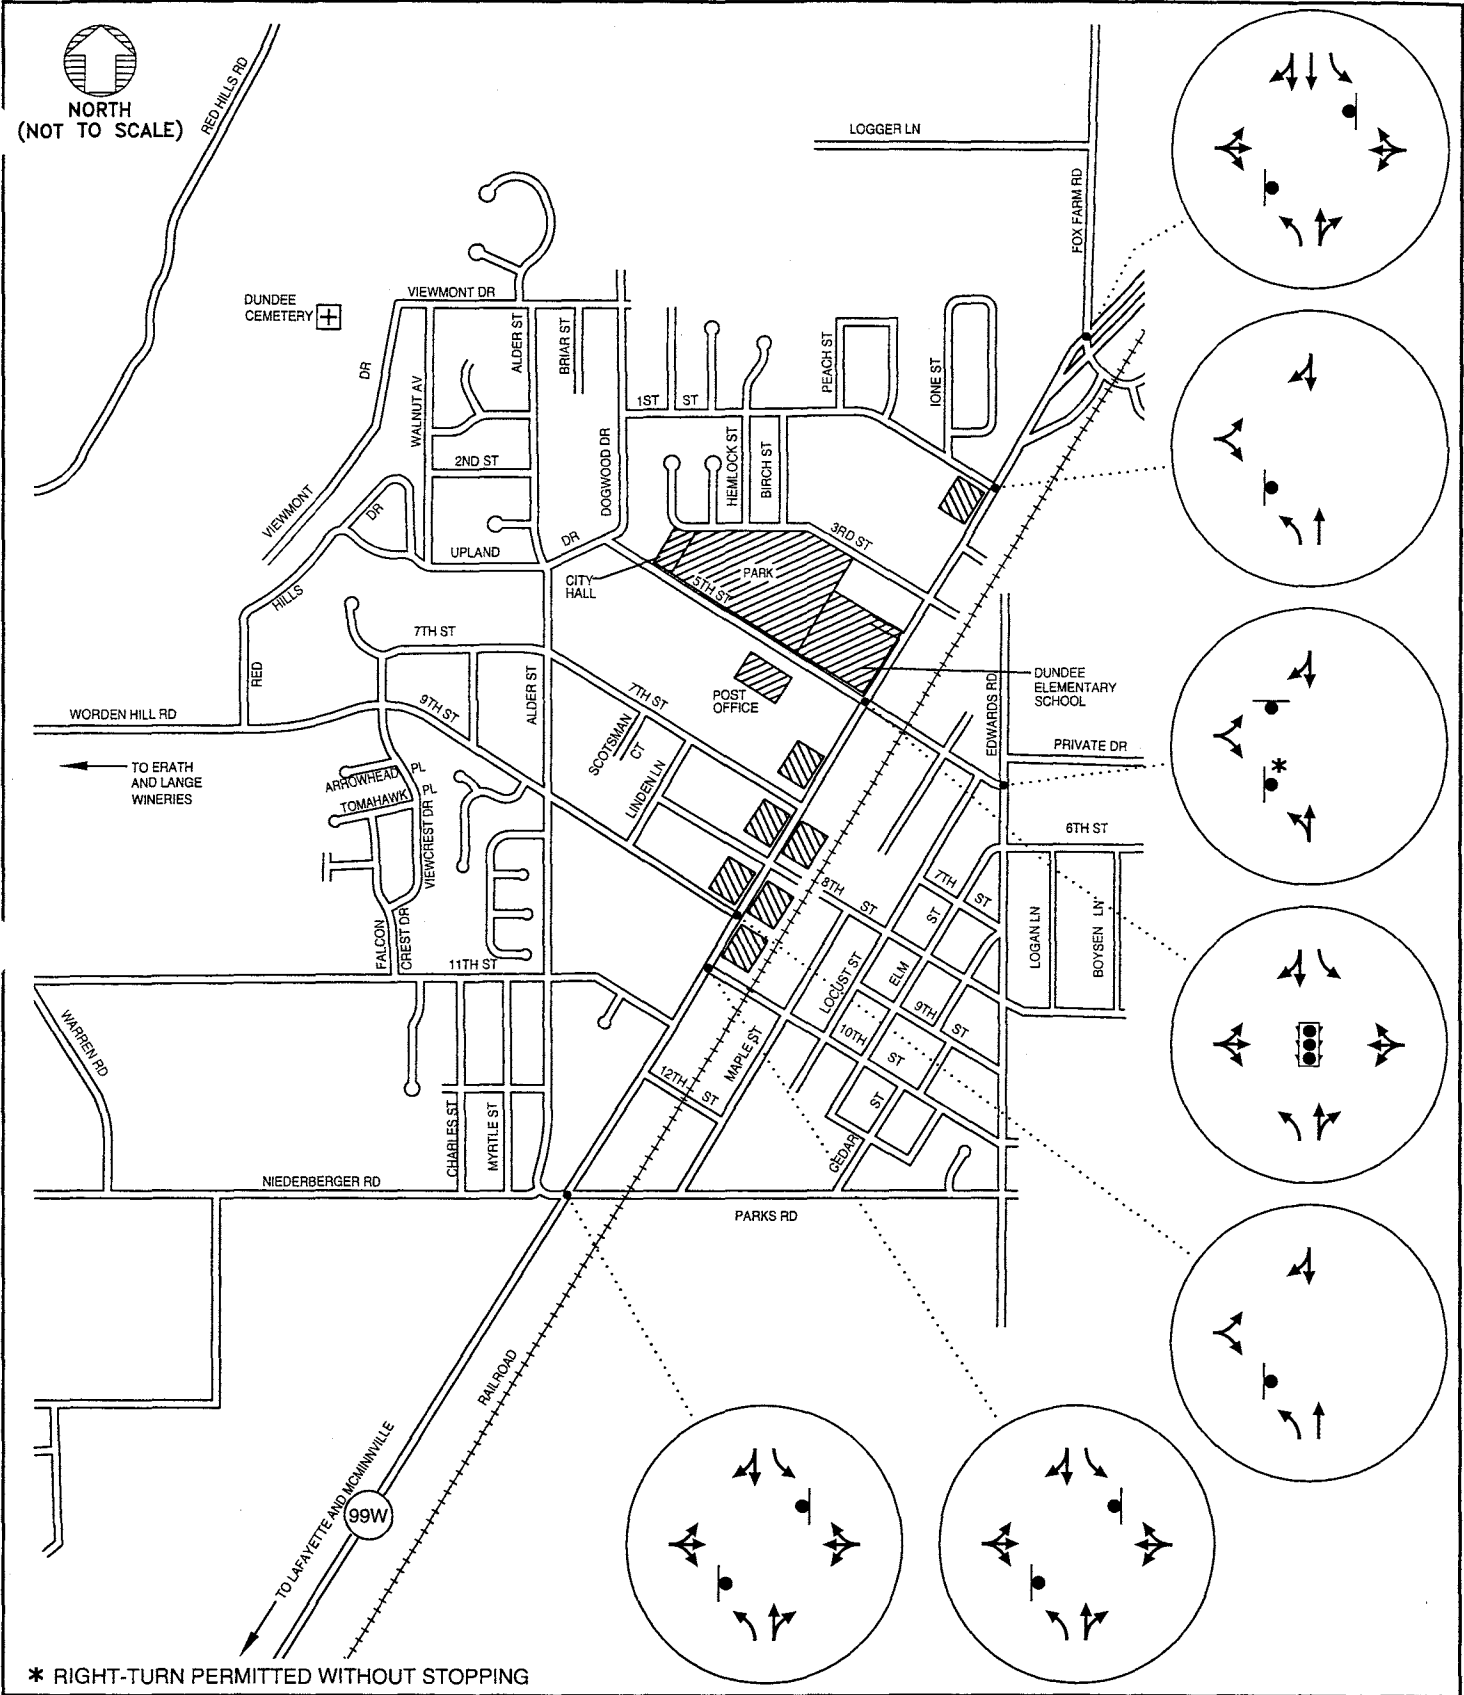 NORTH
(NOT TO SCALE)
RED HILLS RD
LOGGER LN
FOX FARM RD
DUNDEE
CEMETERY
VIEWMONT DR
ALDER ST
BRIAR ST
PEACH ST
IONE ST
DR
WALNUT AV
1ST ST
DOGWOOD DR
HEMLOCK ST
BIRCH ST
2ND ST
VIEWMONT
DR
UPLAND
DR
3RD ST
CITY
HALL
PARK
5TH ST
HILLS
7TH ST
RED
ALDER ST
7TH ST
POST
OFFICE
DUNDEE
ELEMENTARY
SCHOOL
EDWARDS RD
WORDEN HILL RD
9TH ST
SCOTSMAN
CT
PRIVATE DR
TO ERATH
AND LANGE
WINERIES
ARROWHEAD PL
TOMAHAWK PL
LINDEN LN
VIEWCREST DR
6TH ST
*
8TH ST
7TH ST
ST
LOGAN LN
BOYSEN LN
FALCON
CREST DR
11TH ST
LOCUST ST
ELM
9TH ST
WARREN RD
MAPLE ST
10TH ST
12TH ST
ST
CHARLES ST
MYRTLE ST
CEDAR
NIEDERBERGER RD
PARKS RD
RAILROAD
TO LAFAYETTE AND MCMINNVILLE
99W
* RIGHT-TURN PERMITTED WITHOUT STOPPING